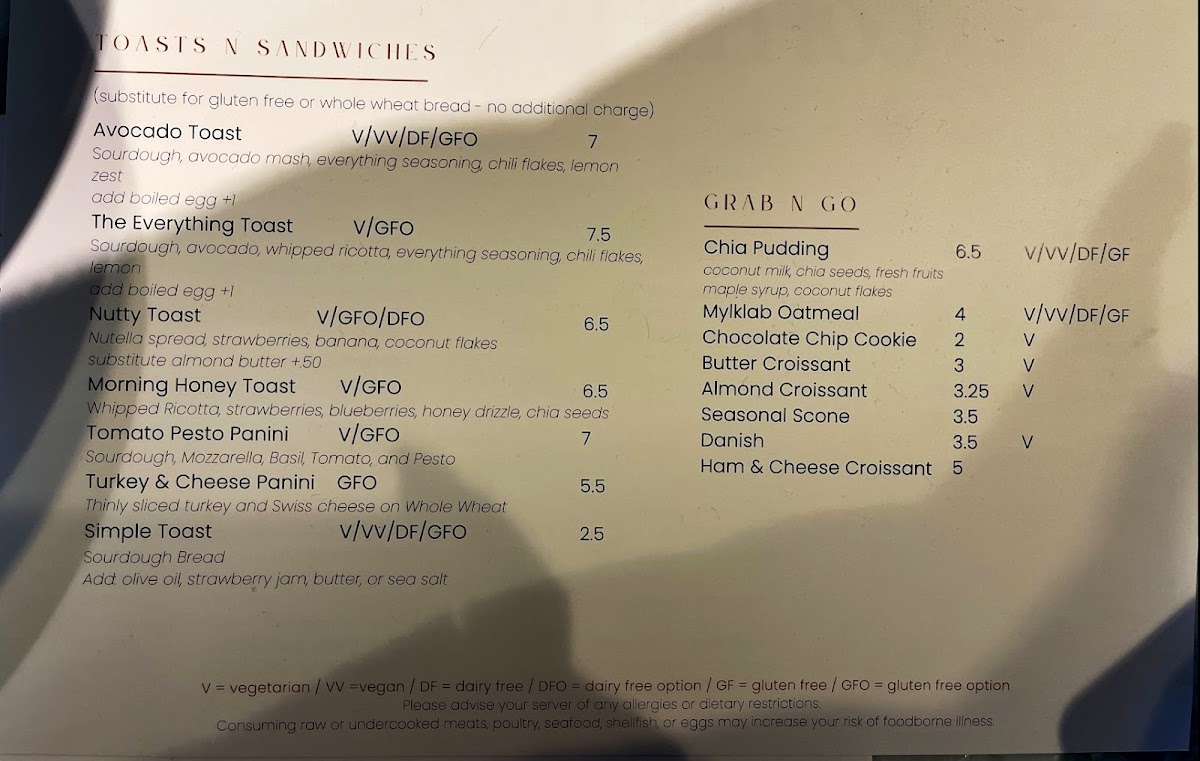 TOASTS N SANDWICHES
(substitute for gluten free or whole wheat bread - no additional charge)
Avocado Toast V/VV/DF/GFO 7
Sourdough, avocado mash, everything seasoning, chili flakes, lemon
zest
add boiled egg +1
The Everything Toast V/GFO 7.5
Sourdough, avocado, whipped ricotta, everything seasoning, chili flakes,
lemon
add boiled egg +1
Nutty Toast V/GFO/DFO 6.5
Nutella spread, strawberries, banana, coconut flakes
substitute almond butter +.50
Morning Honey Toast V/GFO 6.5
Whipped Ricotta, strawberries, blueberries, honey drizzle, chia seeds
Tomato Pesto Panini V/GFO 7
Sourdough, Mozzarella, Basil, Tomato, and Pesto
Turkey & Cheese Panini GFO 5.5
Thinly sliced turkey and Swiss cheese on Whole Wheat
Simple Toast V/VV/DF/GFO 2.5
Sourdough Bread
Add: olive oil, strawberry jam, butter, or sea salt
GRAB N GO
Chia Pudding 6.5 V/VV/DF/GF
coconut milk, chia seeds, fresh fruits
maple syrup, coconut flakes
Mylklab Oatmeal 4 V/VV/DF/GF
Chocolate Chip Cookie 2 V
Butter Croissant 3 V
Almond Croissant 3.25 V
Seasonal Scone 3.5
Danish 3.5 V
Ham & Cheese Croissant 5
V = vegetarian / VV =vegan / DF = dairy free / DFO = dairy free option / GF = gluten free / GFO = gluten free option
Please advise your server of any allergies or dietary restrictions.
Consuming raw or undercooked meats, poultry, seafood, shellfish, or eggs may increase your risk of foodborne illness.